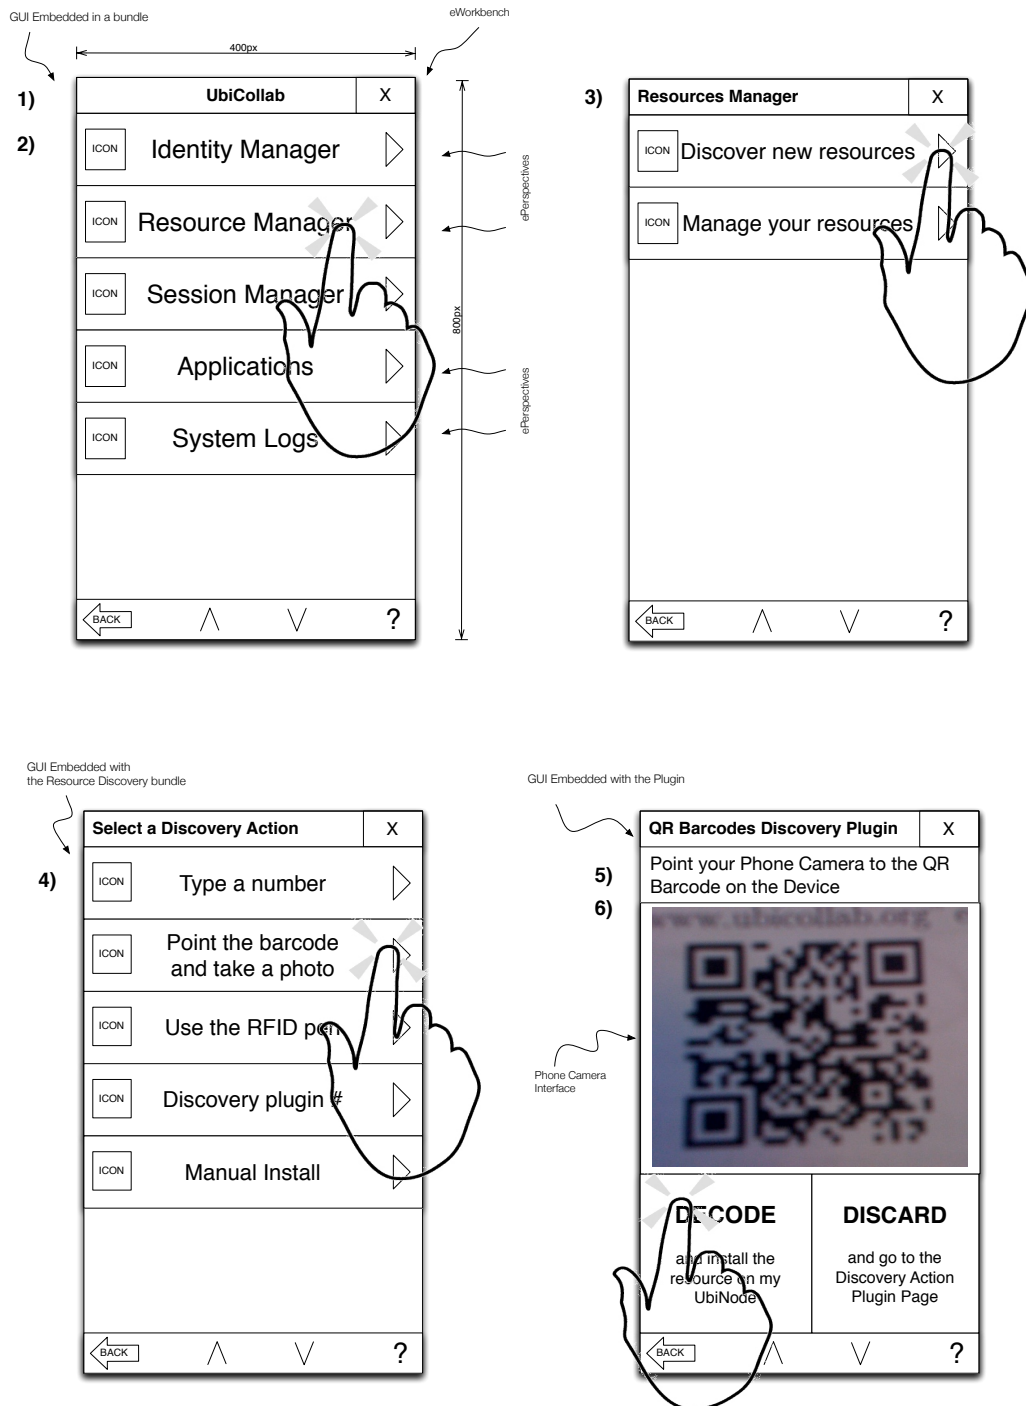 GUI Embedded in a bundle
eWorkbench
400px
1)
UbiCollab
X
2)
ICON
Identity Manager
ICON
Resource Manager
ICON
Session Manager
ICON
Applications
ICON
System Logs
ePerspectives
ePerspectives
800px
BACK
?
3)
Resources Manager
X
ICON
Discover new resources
ICON
Manage your resources
BACK
?
GUI Embedded with
the Resource Discovery bundle
4)
Select a Discovery Action
X
ICON
Type a number
ICON
Point the barcode
and take a photo
ICON
Use the RFID pen
ICON
Discovery plugin #
ICON
Manual Install
BACK
?
GUI Embedded with the Plugin
QR Barcodes Discovery Plugin
X
5)
Point your Phone Camera to the QR
Barcode on the Device
6)
www.ubicollab.org
Phone Camera
Interface
DECODE
and install the
resource on my
UbiNode
DISCARD
and go to the
Discovery Action
Plugin Page
BACK
?